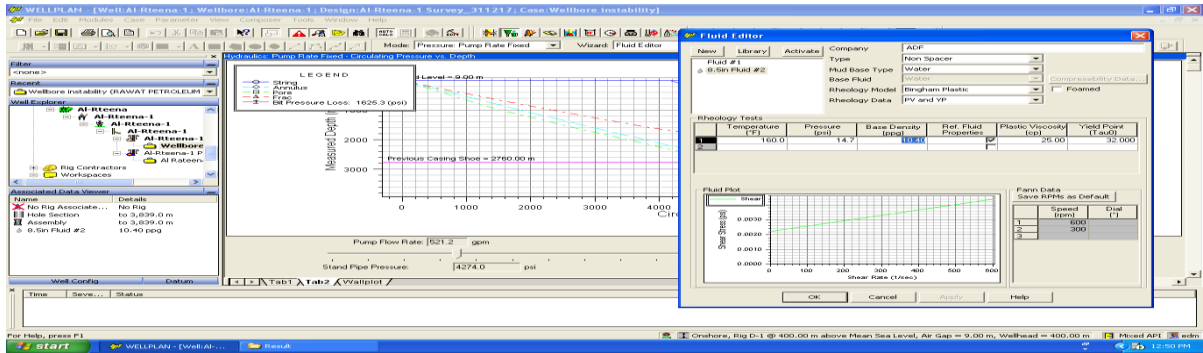 WELLPLAN - [Well:Al-Rteena-1; Wellbore:Al-Rteena-1; Design:Al-Rteena-1 Survey_311217; Case:Wellbore instability]
File Edit Modules Case Parameter View Composer Tools Window Help
Mode: Pressure: Pump Rate Fixed Wizard: Fluid Editor
Filter
<none>
Recent
Wellbore instability (RAWAT PETROLEUM
Well Explorer
Al-Rteena
Al-Rteena-1
Al-Rteena-1
Al-Rteena-1
Al-Rteena-1
Wellbore
Al-Rteena-1 P
Al Rateen
Rig Contractors
Workspaces
Associated Data Viewer
Name Details
No Rig Associate... No Rig
Hole Section to 3,839.0 m
Assembly to 3,839.0 m
8.5in Fluid #2 10.40 ppg
Well Config Datum
Hydraulics: Pump Rate Fixed - Circulating Pressure vs. Depth
LEGEND
String
Annulus
Pore
Frac
Bit Pressure Loss: 1625.3 (psi)
Level = 9.00 m
Measured Depth
2000
3000
Previous Casing Shoe = 2760.00 m
0 1000 2000 3000 4000
Circ
Pump Flow Rate: 521.2 gpm
Stand Pipe Pressure: 4274.0 psi
Tab1 Tab2 Wallplot
Fluid Editor
New Library Activate
Fluid #1
8.5in Fluid #2
Company ADF
Type Non Spacer
Mud Base Type Water
Base Fluid Water Compressability Data...
Rheology Model Bingham Plastic Foamed
Rheology Data PV and YP
Rheology Tests
Temperature (°F) Pressure (psi) Base Density (ppg) Ref. Fluid Properties Plastic Viscosity (cp) Yield Point (Tau0)
1 160.0 14.7 10.40 25.00 32.000
2
Fluid Plot
Shear
Shear Stress (psi)
0.0030
0.0020
0.0010
0.0000
0 100 200 300 400 500 600
Shear Rate (1/sec)
Fann Data
Save RPMs as Default
Speed (rpm) Dial (°)
1 600
2 300
3
OK Cancel Apply Help
Time Seve... Status
For Help, press F1
Onshore, Rig D-1 @ 400.00 m above Mean Sea Level, Air Gap = 9.00 m, Wellhead = 400.00 m Mixed API edm
start WELLPLAN - [Well:Al-... Result 12:50 PM